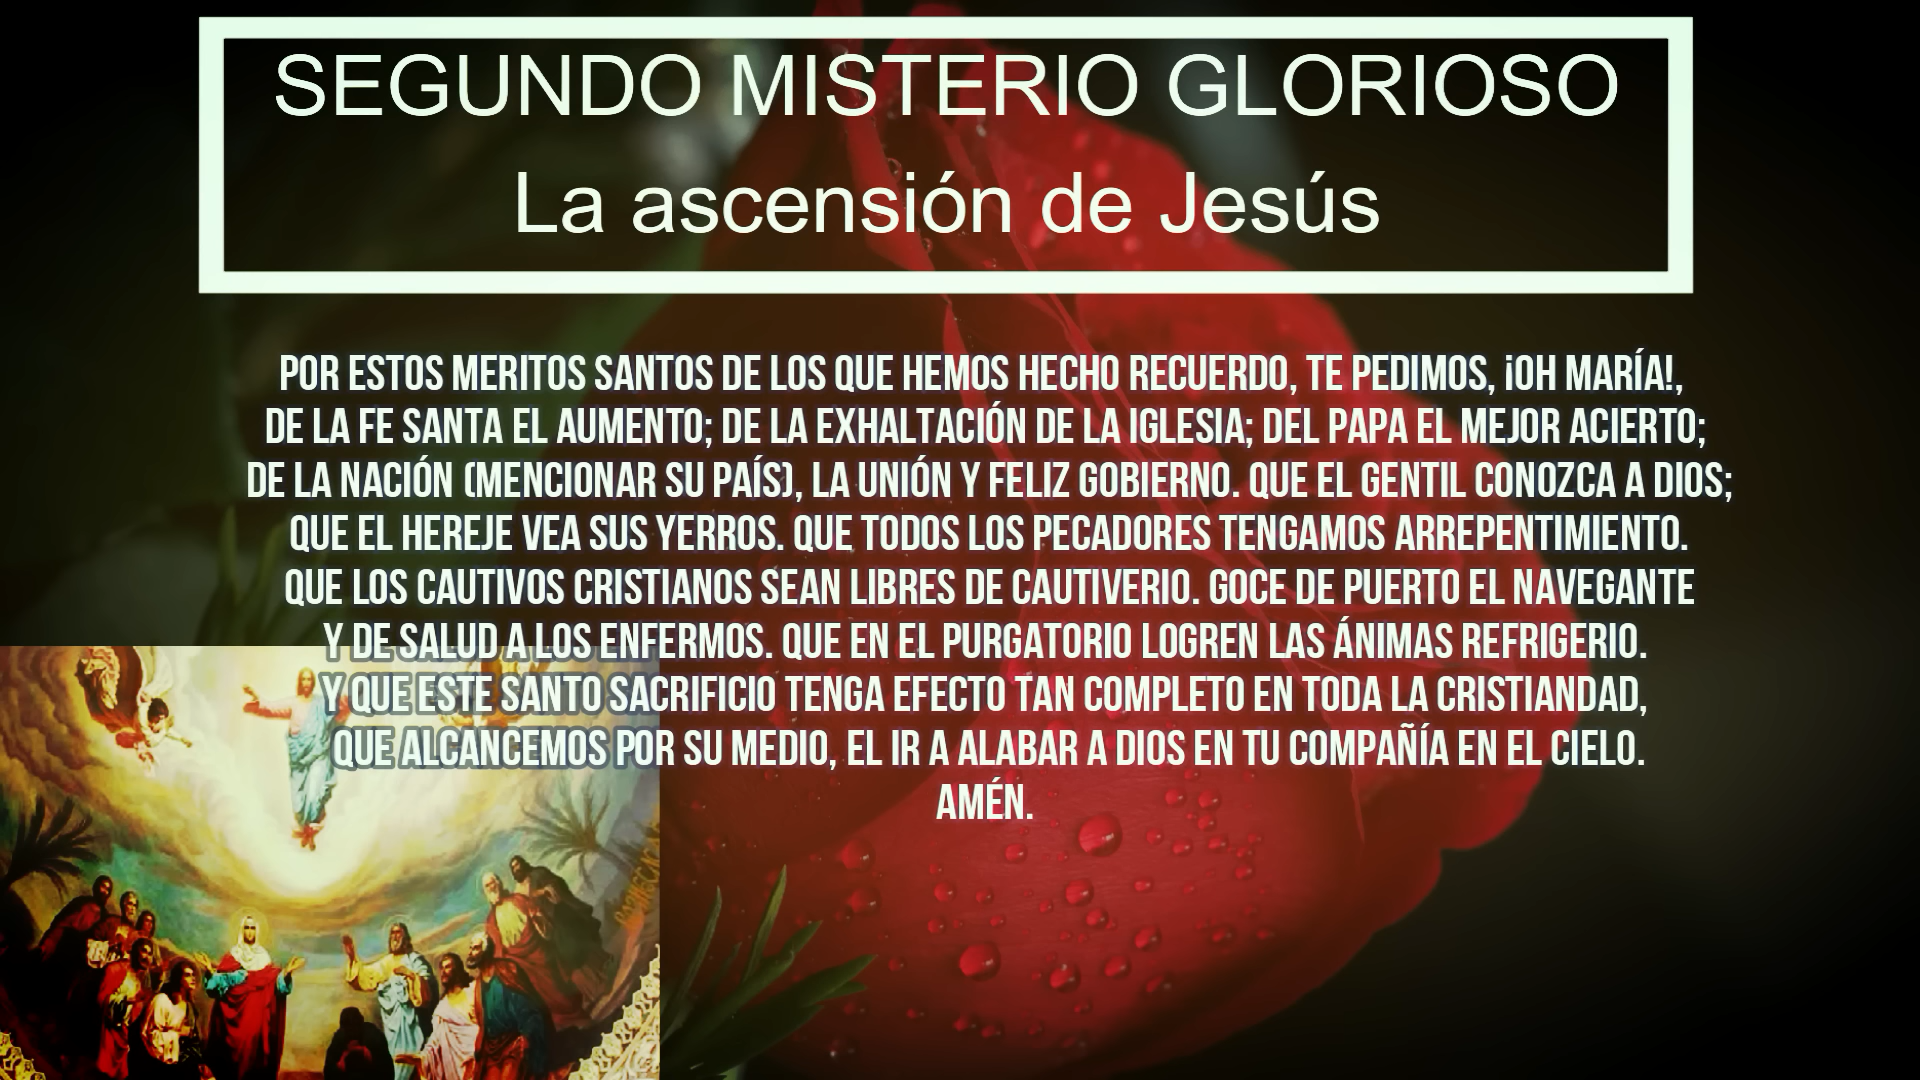 SEGUNDO MISTERIO GLORIOSO
La ascensión de Jesús
POR ESTOS MERITOS SANTOS DE LOS QUE HEMOS HECHO RECUERDO, TE PEDIMOS, ¡OH MARÍA!,
DE LA FE SANTA EL AUMENTO; DE LA EXHALTACIÓN DE LA IGLESIA; DEL PAPA EL MEJOR ACIERTO;
DE LA NACIÓN (MENCIONAR SU PAÍS), LA UNIÓN Y FELIZ GOBIERNO. QUE EL GENTIL CONOZCA A DIOS;
QUE EL HEREJE VEA SUS YERROS. QUE TODOS LOS PECADORES TENGAMOS ARREPENTIMIENTO.
QUE LOS CAUTIVOS CRISTIANOS SEAN LIBRES DE CAUTIVERIO. GOCE DE PUERTO EL NAVEGANTE
Y DE SALUD A LOS ENFERMOS. QUE EN EL PURGATORIO LOGREN LAS ÁNIMAS REFRIGERIO.
Y QUE ESTE SANTO SACRIFICIO TENGA EFECTO TAN COMPLETO EN TODA LA CRISTIANDAD,
QUE ALCANCEMOS POR SU MEDIO, EL IR A ALABAR A DIOS EN TU COMPAÑÍA EN EL CIELO.
AMÉN.